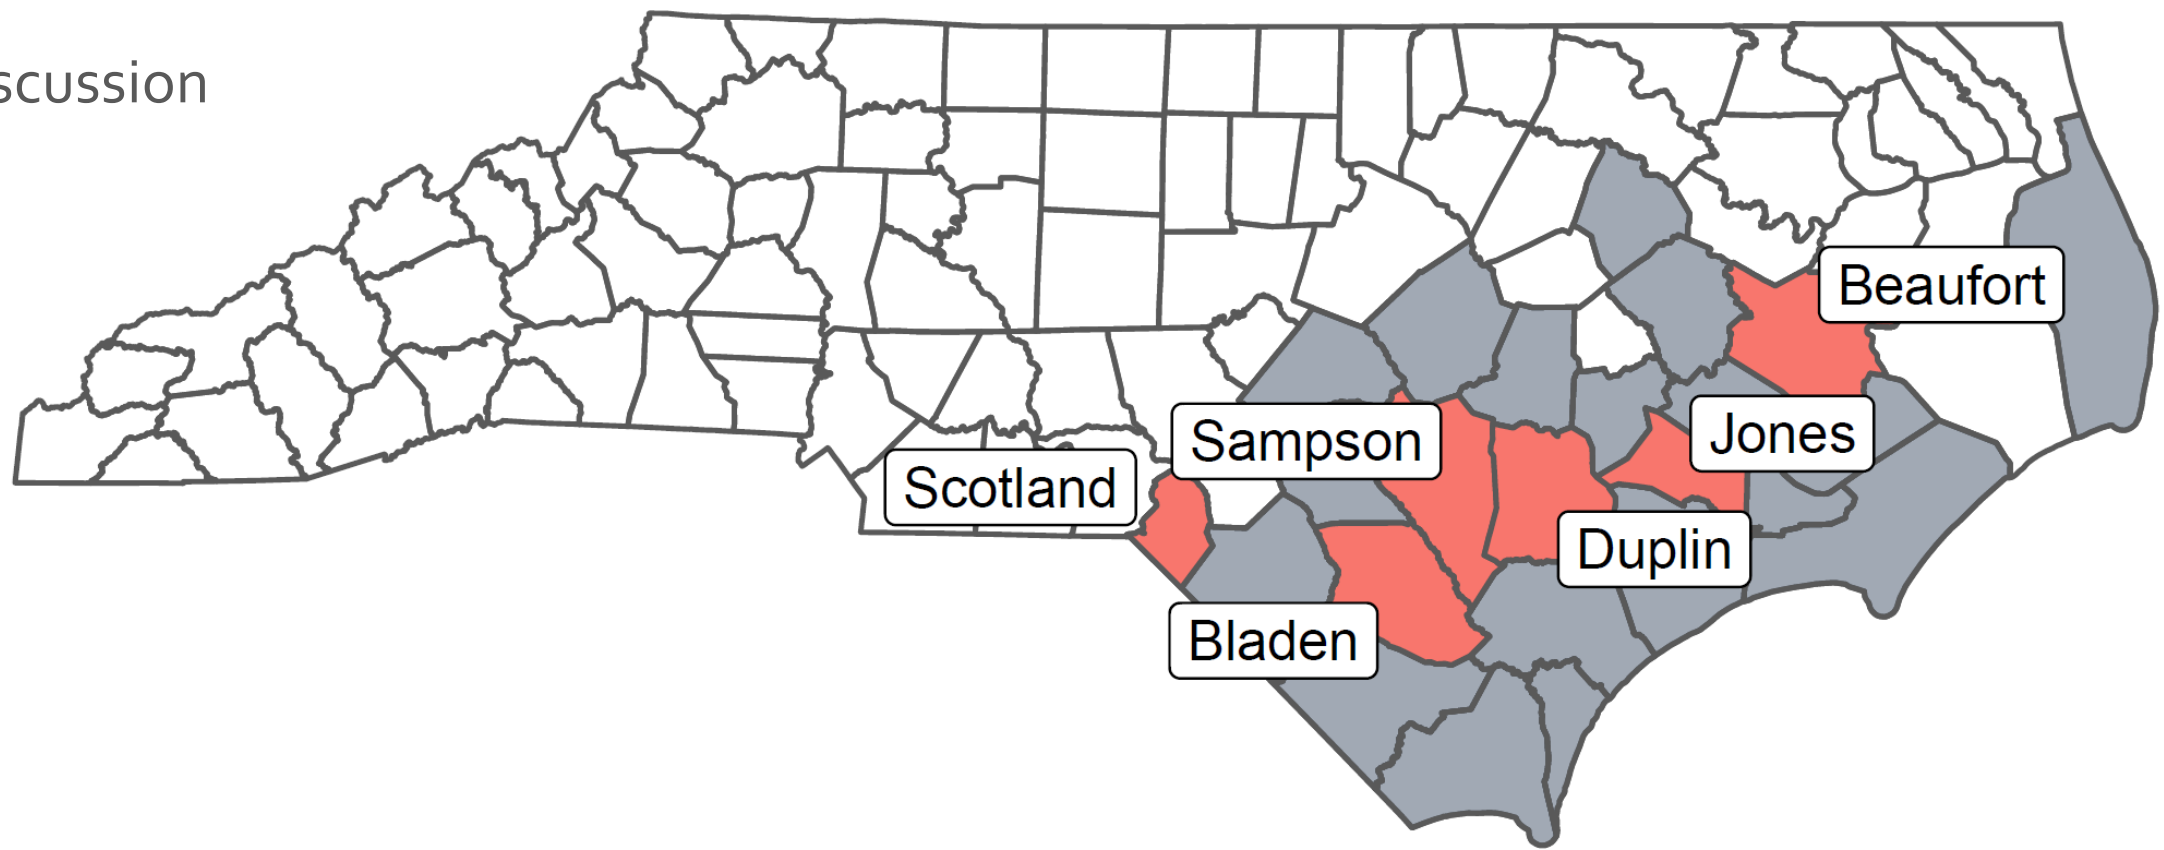 scussion
Beaufort
Sampson
Jones
Scotland
Duplin
Bladen